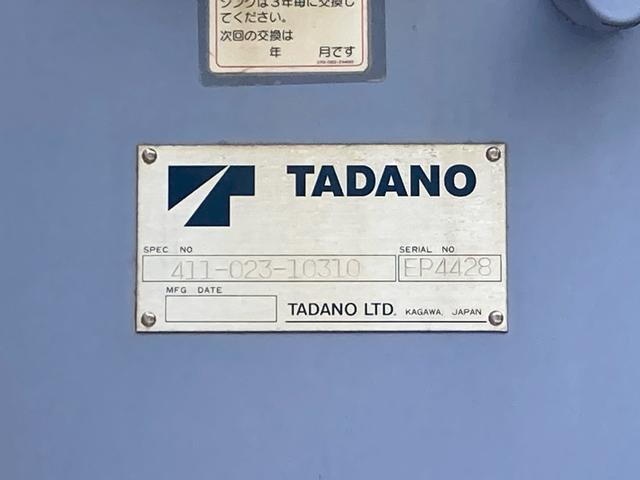 ングは３年毎に交換し
てください。
次回の交換は
年 月です
TADANO
SPEC NO SERIAL NO
411-023-10310 EP4428
MFG DATE
TADANO LTD. KAGAWA, JAPAN